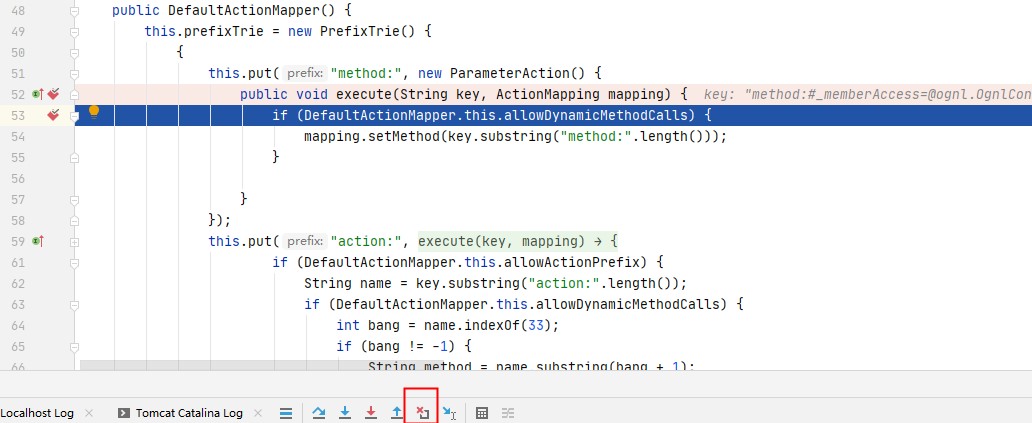 48 public DefaultActionMapper() {
49 this.prefixTrie = new PrefixTrie() {
50 {
51 this.put( prefix: "method:", new ParameterAction() {
52 public void execute(String key, ActionMapping mapping) { key: "method:#_memberAccess=@ognl.OgnlCon
53 if (DefaultActionMapper.this.allowDynamicMethodCalls) {
54 mapping.setMethod(key.substring("method:".length()));
55 }
56
57 }
58 });
59 this.put( prefix: "action:", execute(key, mapping) → {
61 if (DefaultActionMapper.this.allowActionPrefix) {
62 String name = key.substring("action:".length());
63 if (DefaultActionMapper.this.allowDynamicMethodCalls) {
64 int bang = name.indexOf(33);
65 if (bang != -1) {
66 String method = name.substring(bang + 1);
Localhost Log × Tomcat Catalina Log ×